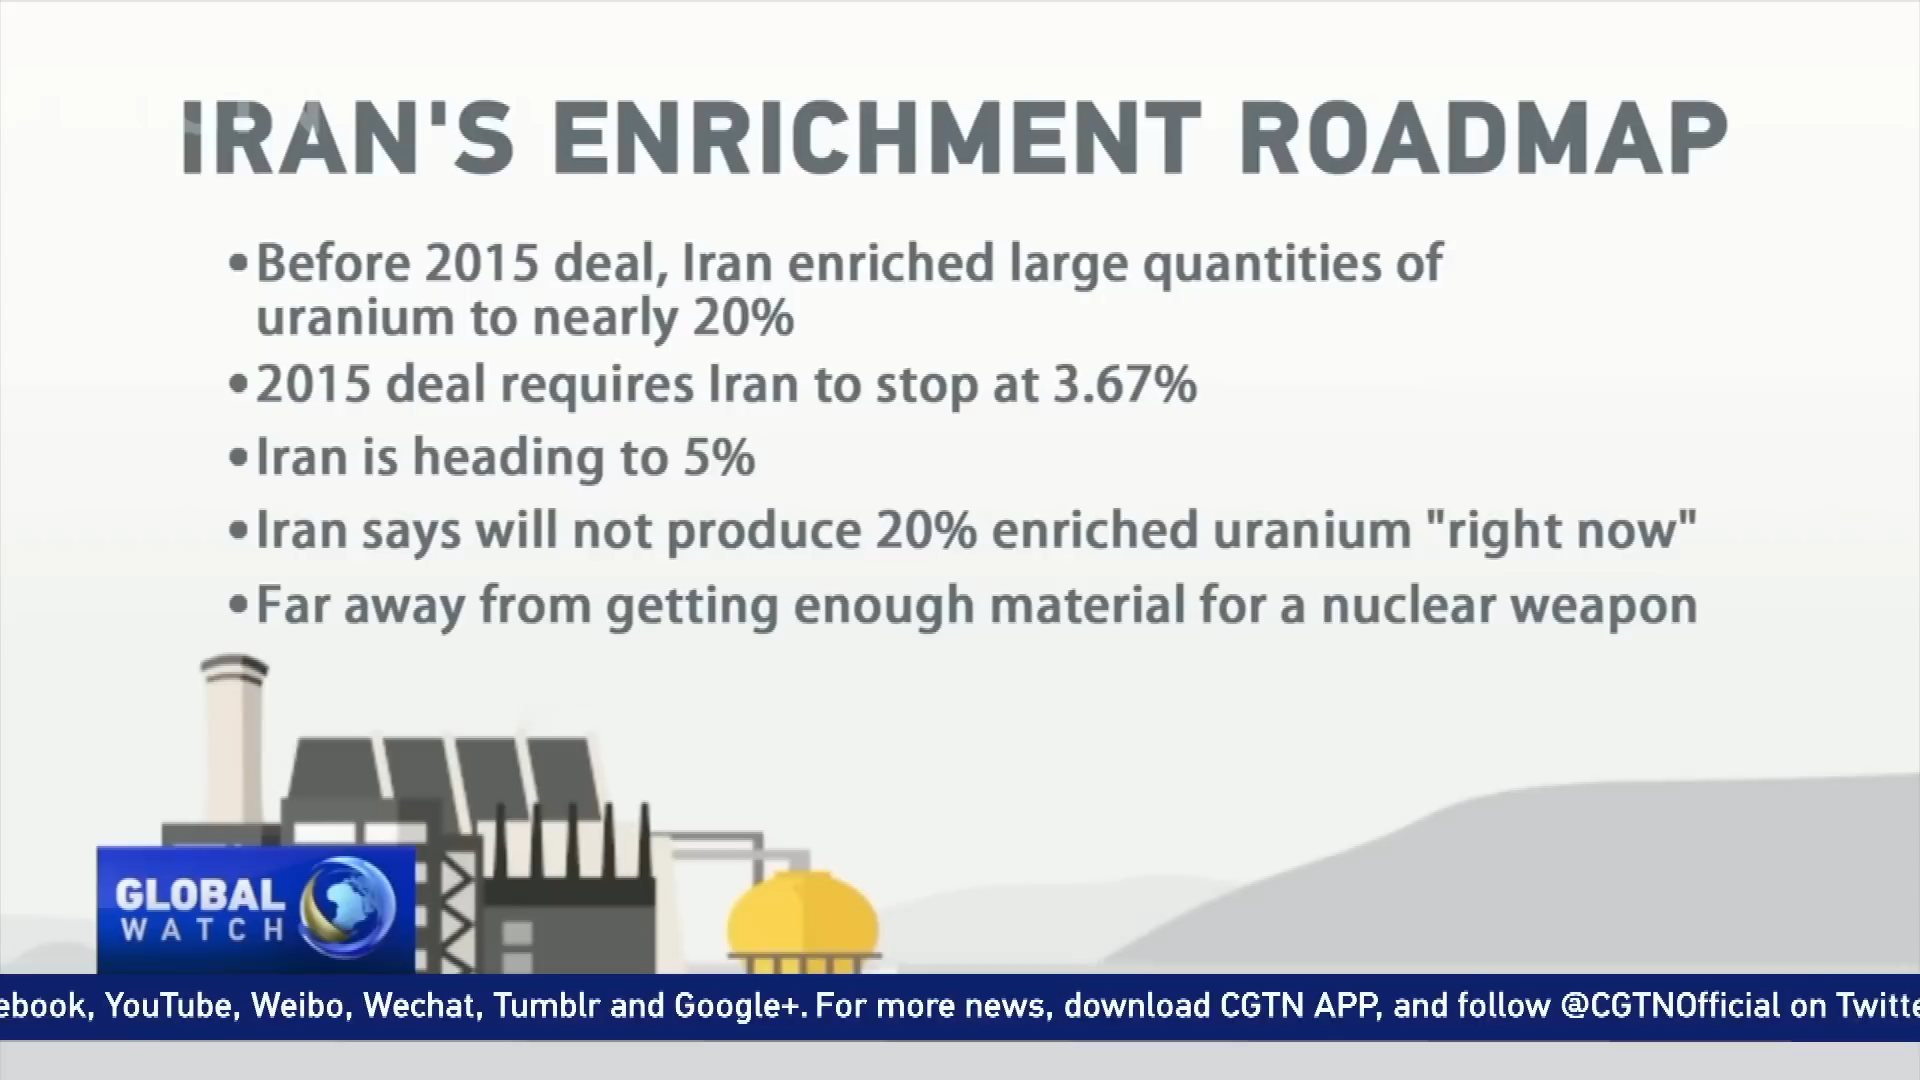 IRAN'S ENRICHMENT ROADMAP
•Before 2015 deal, Iran enriched large quantities of
uranium to nearly 20%
•2015 deal requires Iran to stop at 3.67%
•Iran is heading to 5%
•Iran says will not produce 20% enriched uranium "right now"
•Far away from getting enough material for a nuclear weapon
GLOBAL
WATCH
ebook, YouTube, Weibo, Wechat, Tumblr and Google+. For more news, download CGTN APP, and follow @CGTNOfficial on Twitte